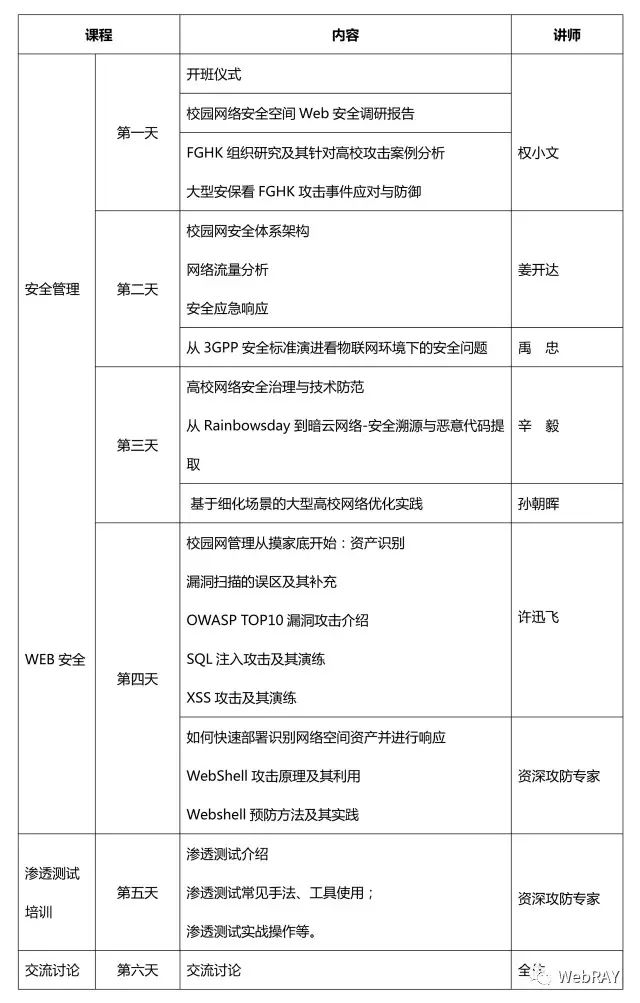 课程 内容 讲师
安全管理
第一天
开班仪式
校园网络安全空间 Web 安全调研报告
FGHK 组织研究及其针对高校攻击案例分析
大型安保看 FGHK 攻击事件应对与防御
权小文
第二天
校园网安全体系架构
网络流量分析
安全应急响应
姜开达
从 3GPP 安全标准演进看物联网环境下的安全问题
禹 忠
第三天
高校网络安全治理与技术防范
从 Rainbowsday 到暗云网络-安全溯源与恶意代码提
取
辛 毅
基于细化场景的大型高校网络优化实践
孙朝晖
WEB 安全
第四天
校园网管理从摸家底开始：资产识别
漏洞扫描的误区及其补充
OWASP TOP10 漏洞攻击介绍
SQL 注入攻击及其演练
XSS 攻击及其演练
许迅飞
如何快速部署识别网络空间资产并进行响应
WebShell 攻击原理及其利用
Webshell 预防方法及其实践
资深攻防专家
渗透测试
培训
第五天
渗透测试介绍
渗透测试常见手法、工具使用；
渗透测试实战操作等。
资深攻防专家
交流讨论 第六天 交流讨论 全
WebRAY